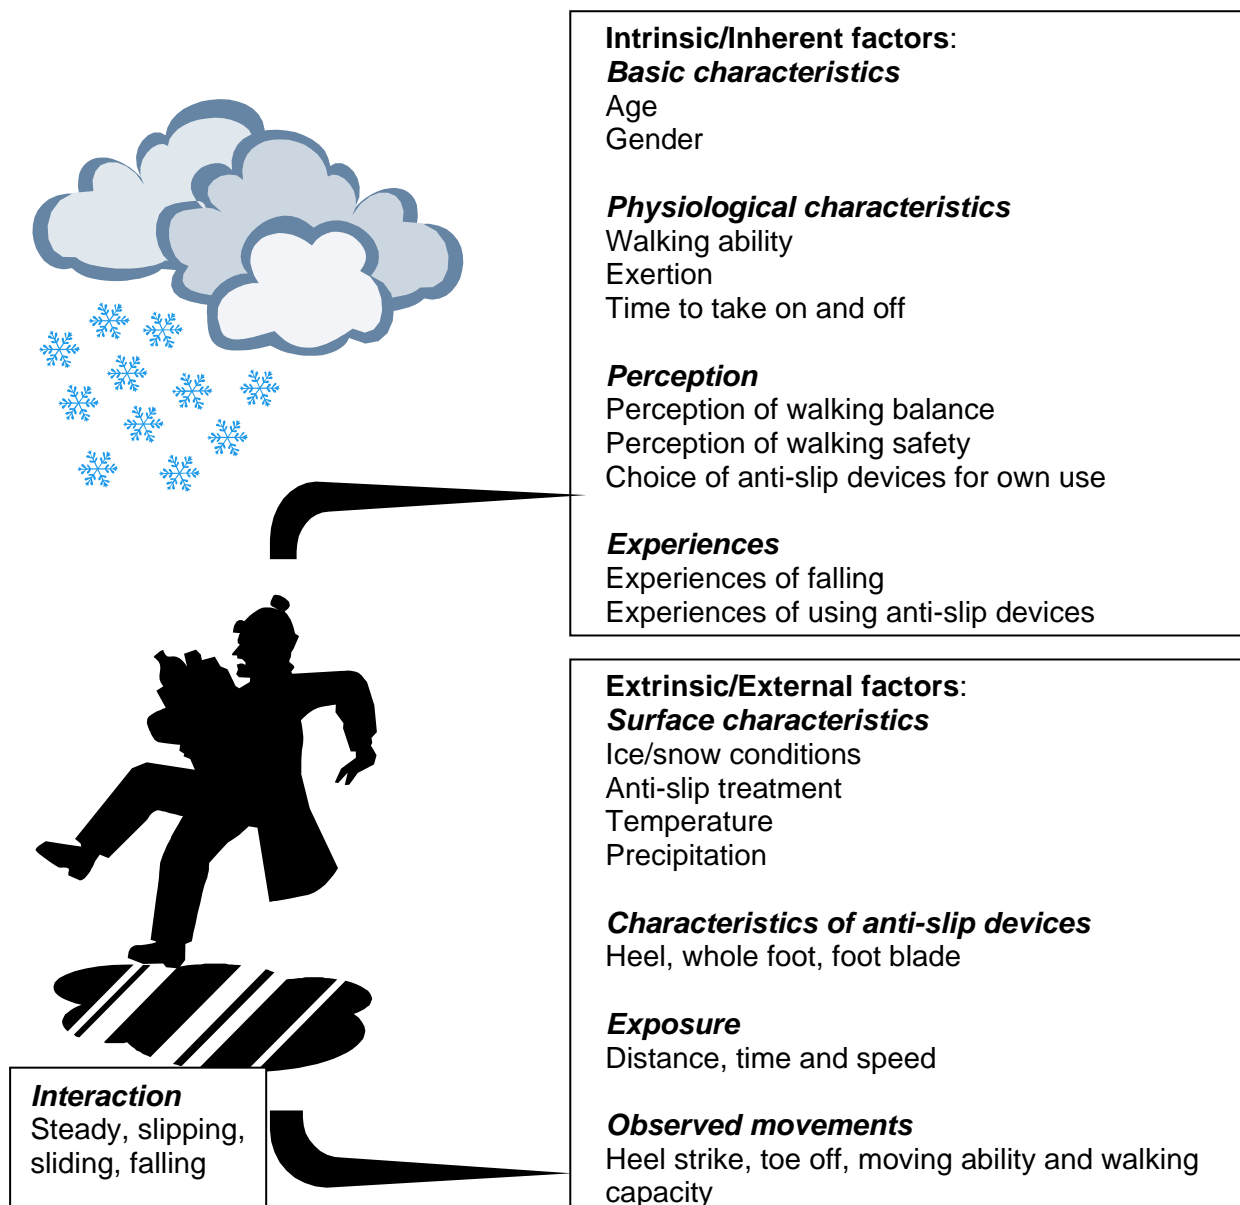 Intrinsic/Inherent factors:
Basic characteristics
Age
Gender
Physiological characteristics
Walking ability
Exertion
Time to take on and off
Perception
Perception of walking balance
Perception of walking safety
Choice of anti-slip devices for own use
Experiences
Experiences of falling
Experiences of using anti-slip devices
Extrinsic/External factors:
Surface characteristics
Ice/snow conditions
Anti-slip treatment
Temperature
Precipitation
Characteristics of anti-slip devices
Heel, whole foot, foot blade
Exposure
Distance, time and speed
Observed movements
Heel strike, toe off, moving ability and walking
capacity
Interaction
Steady, slipping,
sliding, falling